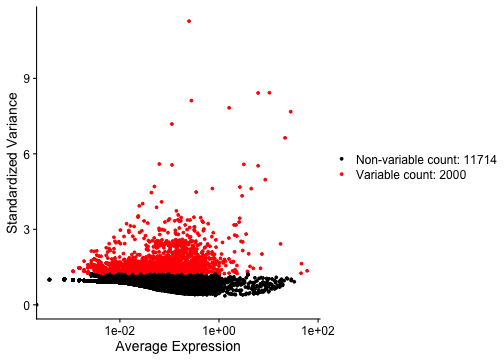 9
6
3
0
Standardized Variance
1e-02
1e+00
1e+02
Average Expression
Non-variable count: 11714
Variable count: 2000